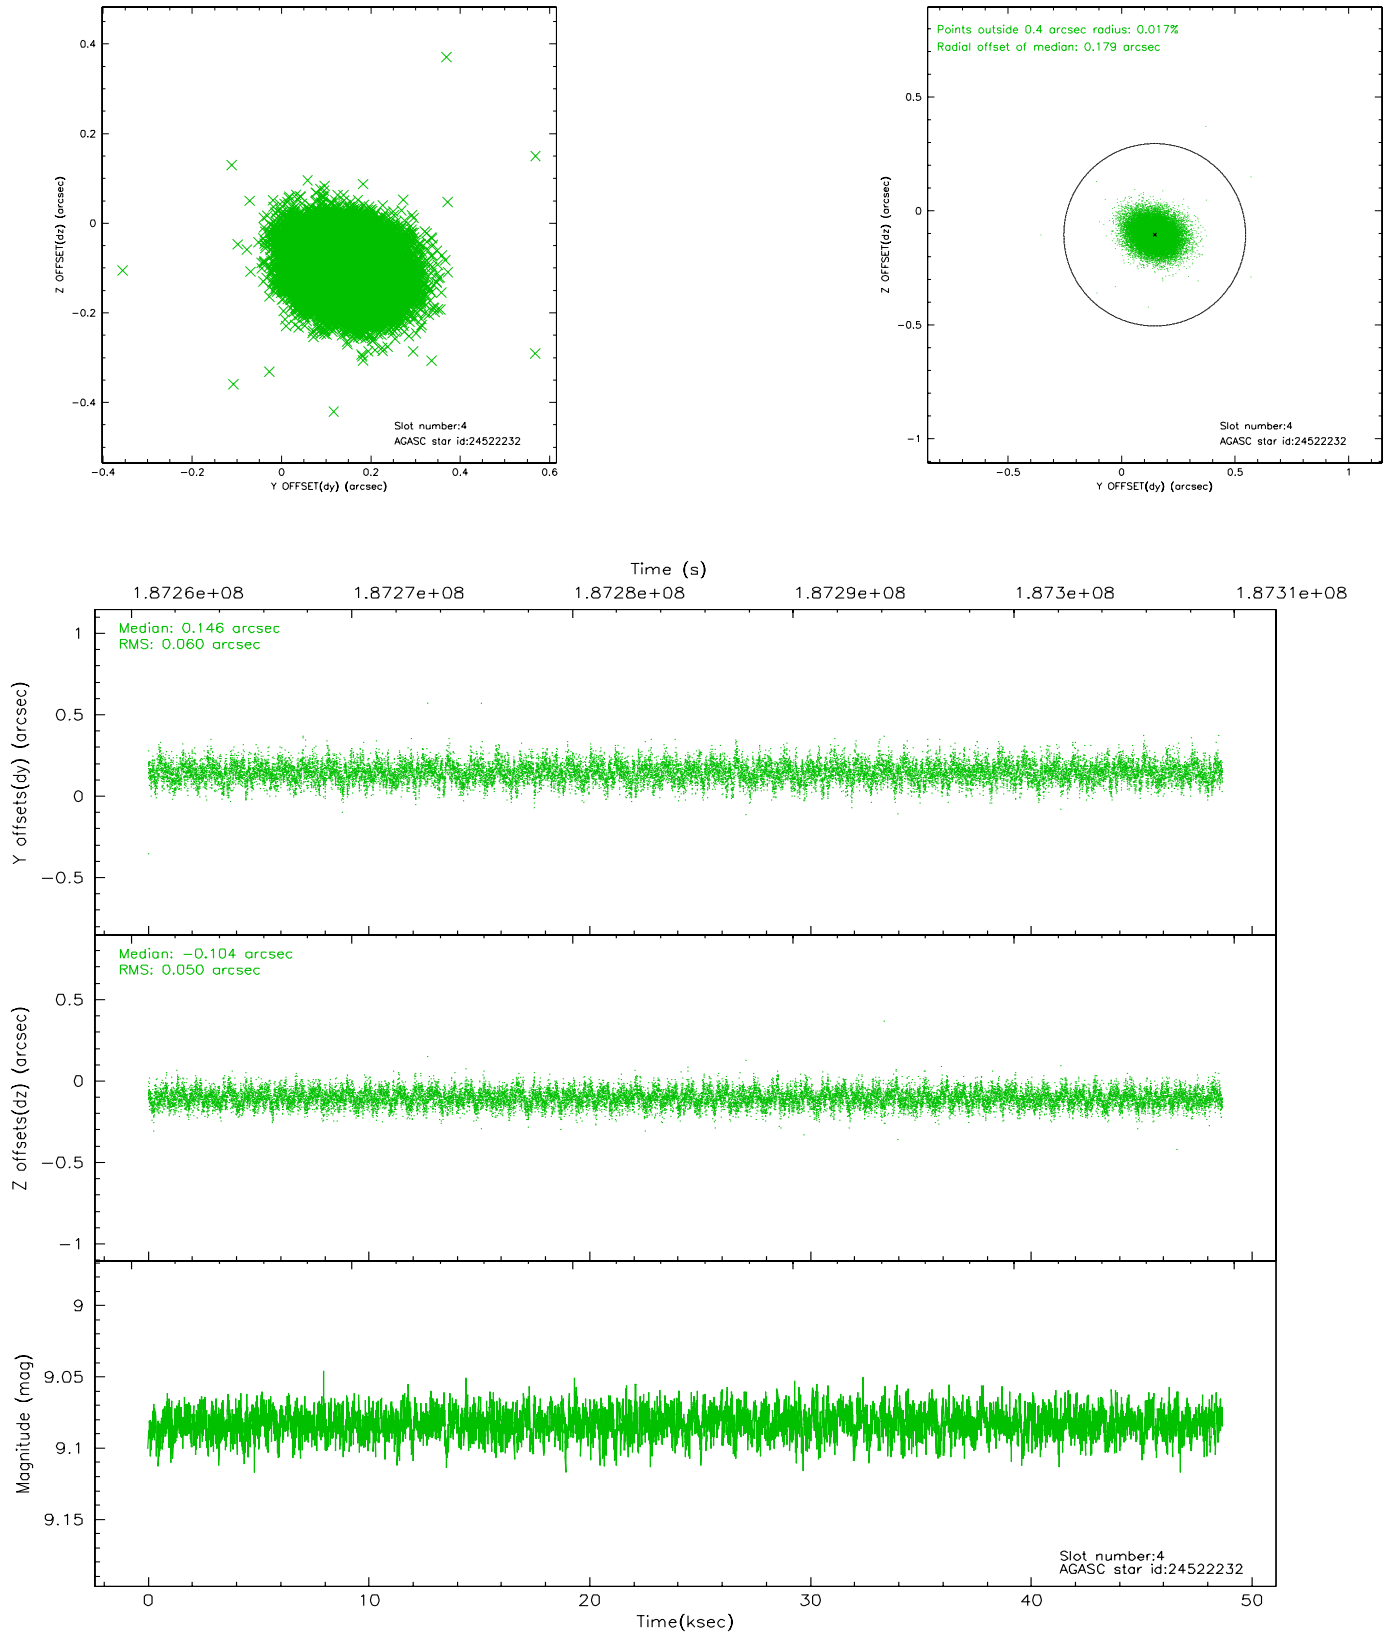 0.4
0.2
0
−0.2
−0.4
Z OFFSET(dz) (arcsec)
Slot number:4
AGASC star id:24522232
−0.4 −0.2 0 0.2 0.4 0.6
Y OFFSET(dy) (arcsec)
Points outside 0.4 arcsec radius: 0.017%
Radial offset of median: 0.179 arcsec
0.5
0
−0.5
−1
Z OFFSET(dz) (arcsec)
Slot number:4
AGASC star id:24522232
−0.5 0 0.5 1
Y OFFSET(dy) (arcsec)
Time (s)
1.8726e+08 1.8727e+08 1.8728e+08 1.8729e+08 1.873e+08 1.8731e+08
Median: 0.146 arcsec
RMS: 0.060 arcsec
1
0.5
0
−0.5
Y offsets(dy) (arcsec)
Median: −0.104 arcsec
RMS: 0.050 arcsec
0.5
0
−0.5
−1
Z offsets(dz) (arcsec)
9
9.05
9.1
9.15
Magnitude (mag)
Slot number:4
AGASC star id:24522232
0 10 20 30 40 50
Time(ksec)